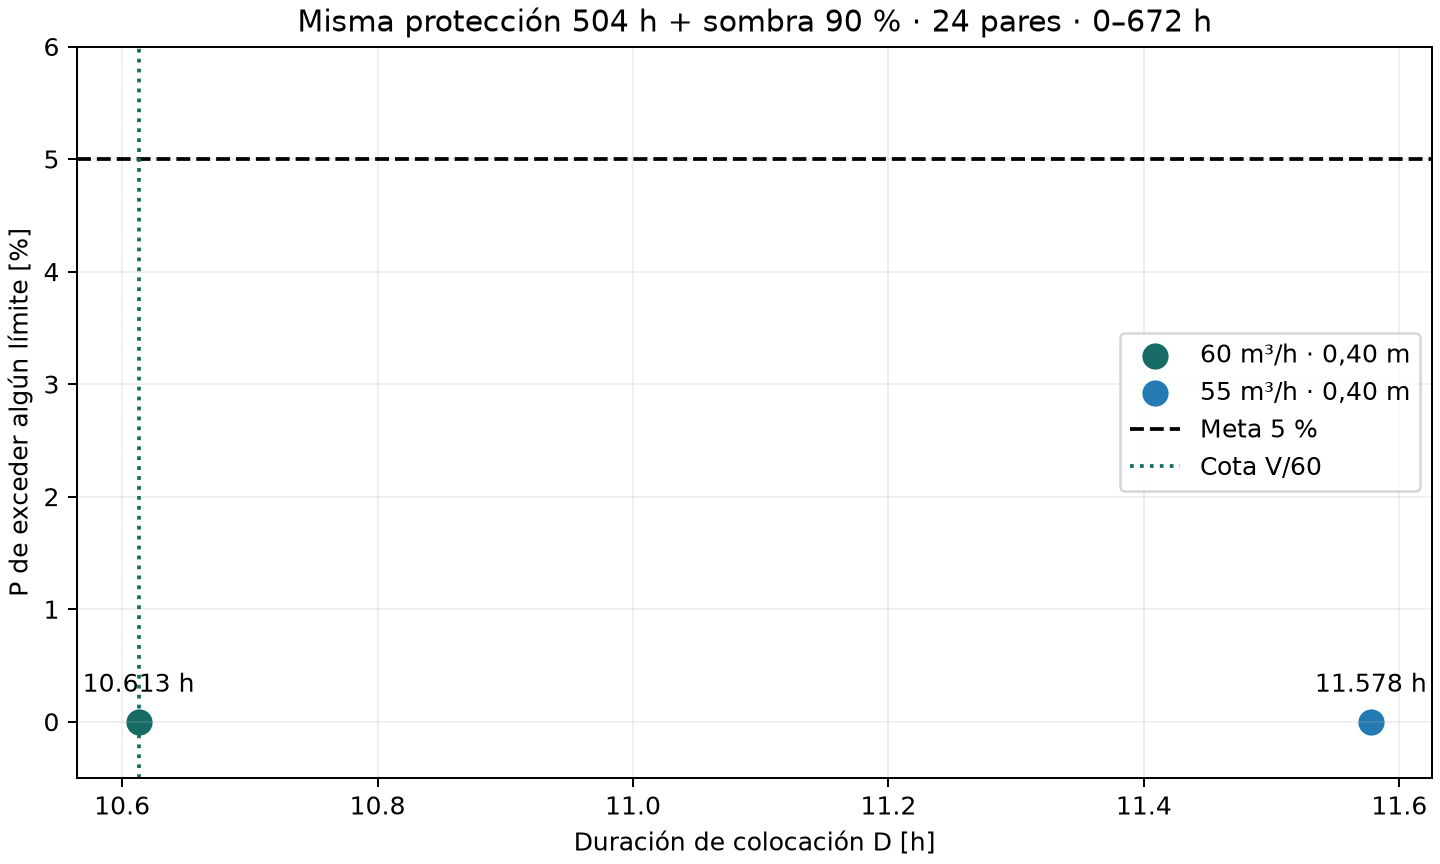 Misma protección 504 h + sombra 90 % · 24 pares · 0–672 h
P de exceder algún límite [%]
6
5
4
3
2
1
0
60 m³/h · 0,40 m
55 m³/h · 0,40 m
Meta 5 %
Cota V/60
10.613 h
11.578 h
10.6
10.8
11.0
11.2
11.4
11.6
Duración de colocación D [h]